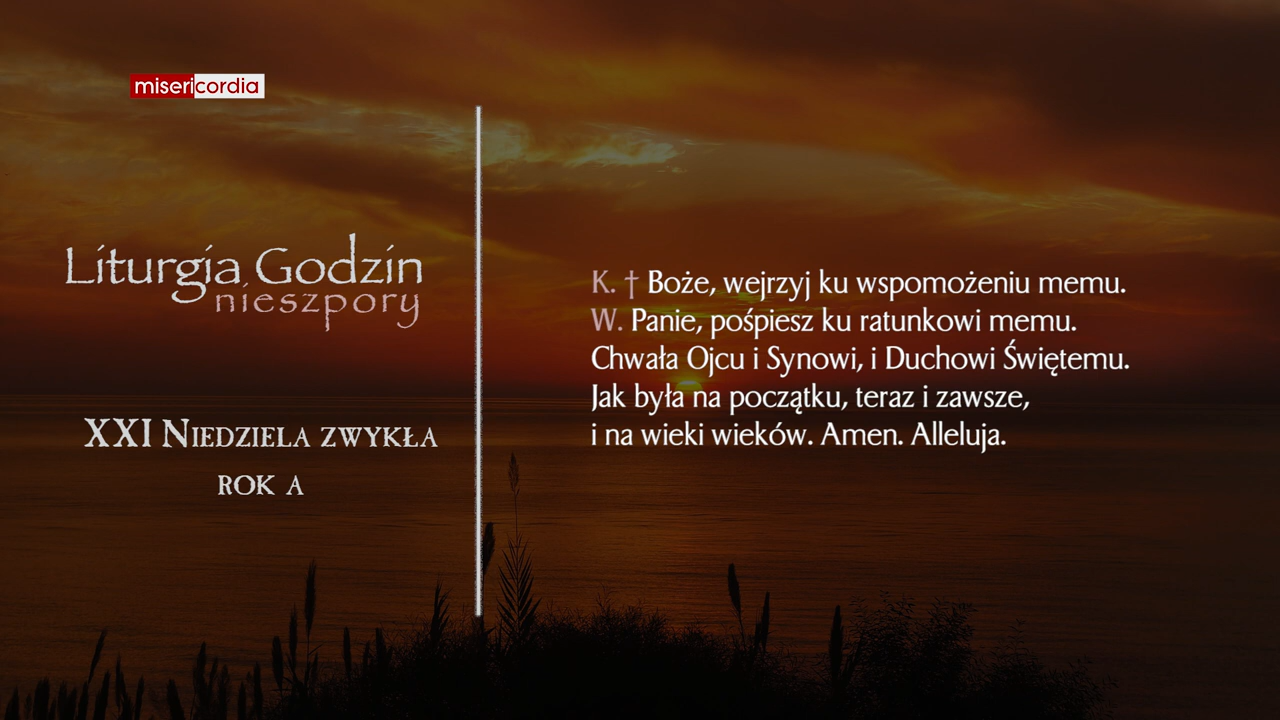 misericordia
Liturgia Godzin
nieszpory
XXI Niedziela zwykła
rok A
K. † Boże, wejrzyj ku wspomożeniu memu.
W. Panie, pośpiesz ku ratunkowi memu.
Chwała Ojcu i Synowi, i Duchowi Świętemu.
Jak była na początku, teraz i zawsze,
i na wieki wieków. Amen. Alleluja.